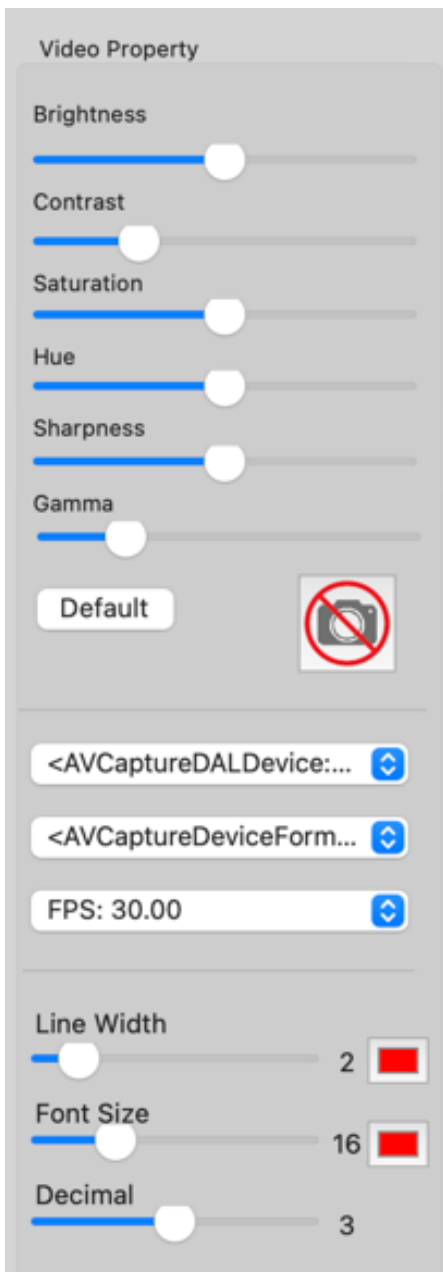 Video Property
Brightness
Contrast
Saturation
Hue
Sharpness
Gamma
Default
<AVCaptureDALDevice:...
<AVCaptureDeviceForm...
FPS: 30.00
Line Width
2
Font Size
16
Decimal
3